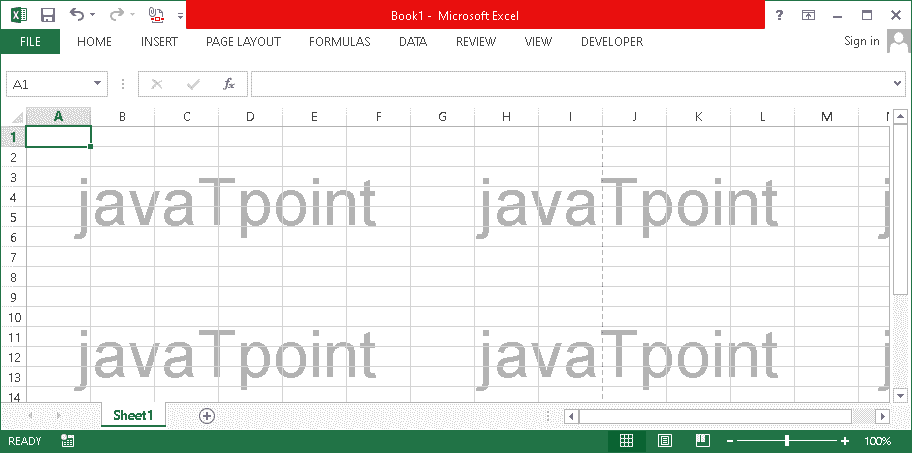 Book1 - Microsoft Excel
?
FILE HOME INSERT PAGE LAYOUT FORMULAS DATA REVIEW VIEW DEVELOPER Sign in
A1 fx
A B C D E F G H I J K L M
1
2
3
javaTpoint javaTpoint j
4
5
6
7
8
9
10
11
javaTpoint javaTpoint j
12
13
14
Sheet1
READY 100%